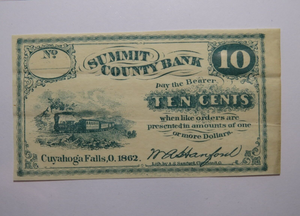 No
SUMMIT
COUNTY BANK
10
Pay the Bearer
TEN CENTS
when like orders are
presented in amounts of one
or more Dollars.
Cuyahoga Falls, O. 1862.